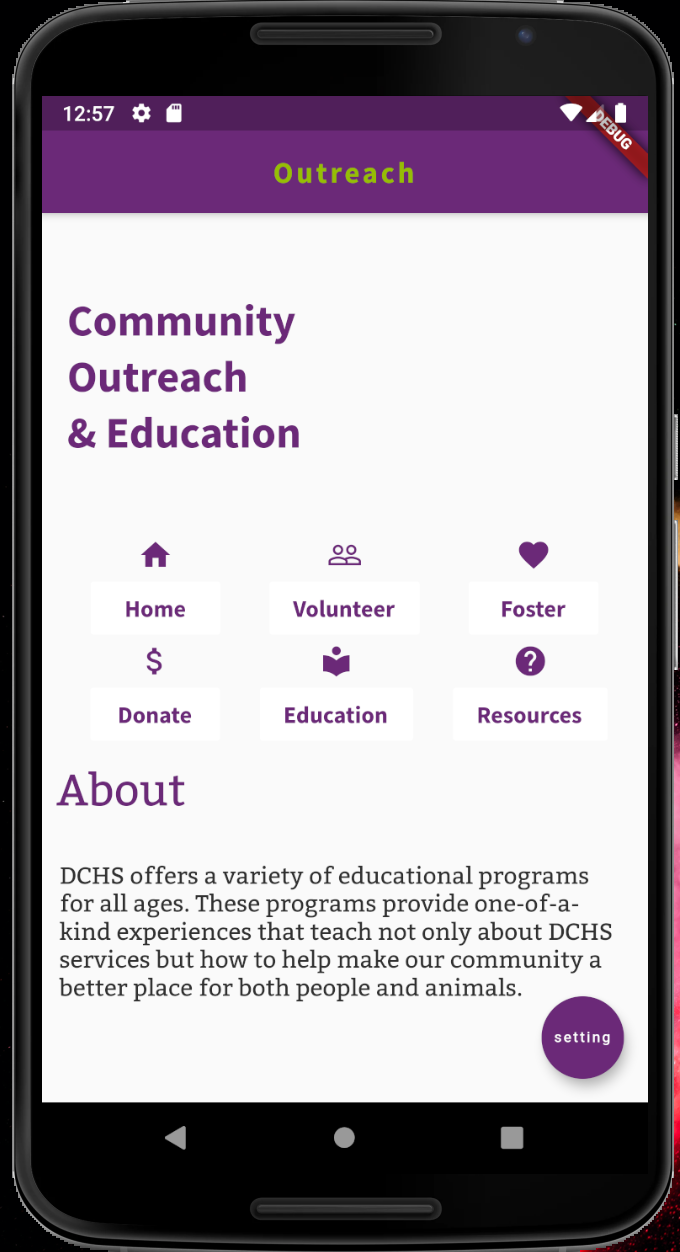 12:57
DEBUG
Outreach
Community
Outreach
& Education
Home Volunteer Foster
$
?
Donate Education Resources
About
DCHS offers a variety of educational programs
for all ages. These programs provide one-of-a-
kind experiences that teach not only about DCHS
services but how to help make our community a
better place for both people and animals.
setting